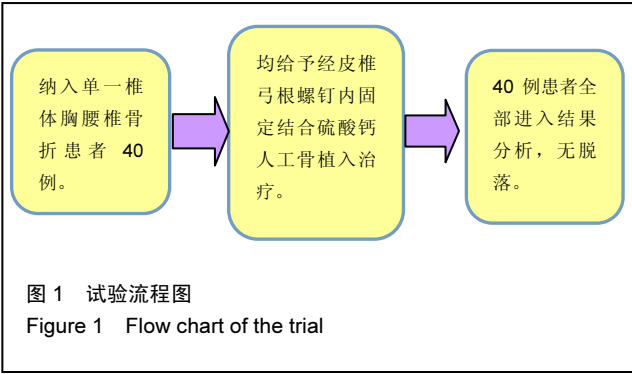 纳入单一椎
体胸腰椎骨
折患者 40
例。
均给予经皮椎
弓根螺钉内固
定结合硫酸钙
人工骨植入治
疗。
40 例患者全
部进入结果
分析，无脱
落。
图 1 试验流程图
Figure 1 Flow chart of the trial